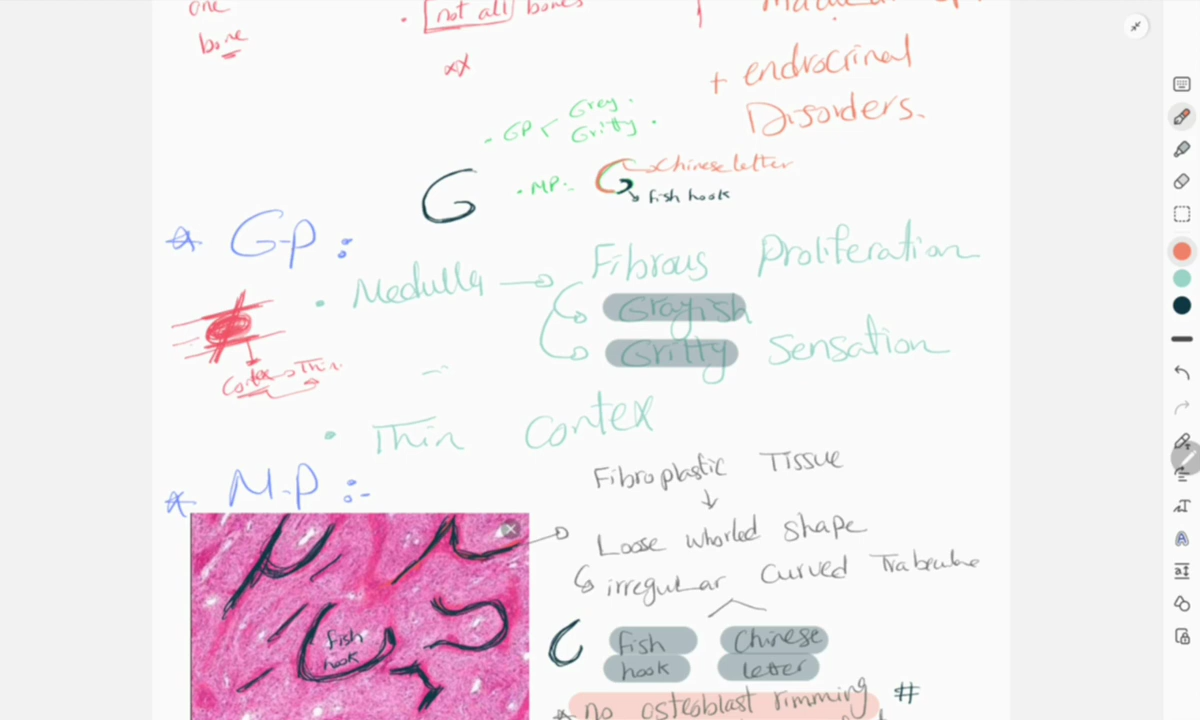 one
bone
• not all bones
xx
+ endrocrinal
Disorders.
• GP < Grey.
Gritty.
G
• MP:- G Chinese letter
fish hook
* G-P :
• Medulla → Fibrous Proliferation
Grayish
Gritty Sensation
Cortex → Thin
• Thin Cortex
* M.P :-
Fibroplastic Tissue
Loose whorled shape
irregular curved Trabeculae
fish hook
C fish hook
Chinese letter
* no osteoblast rimming #